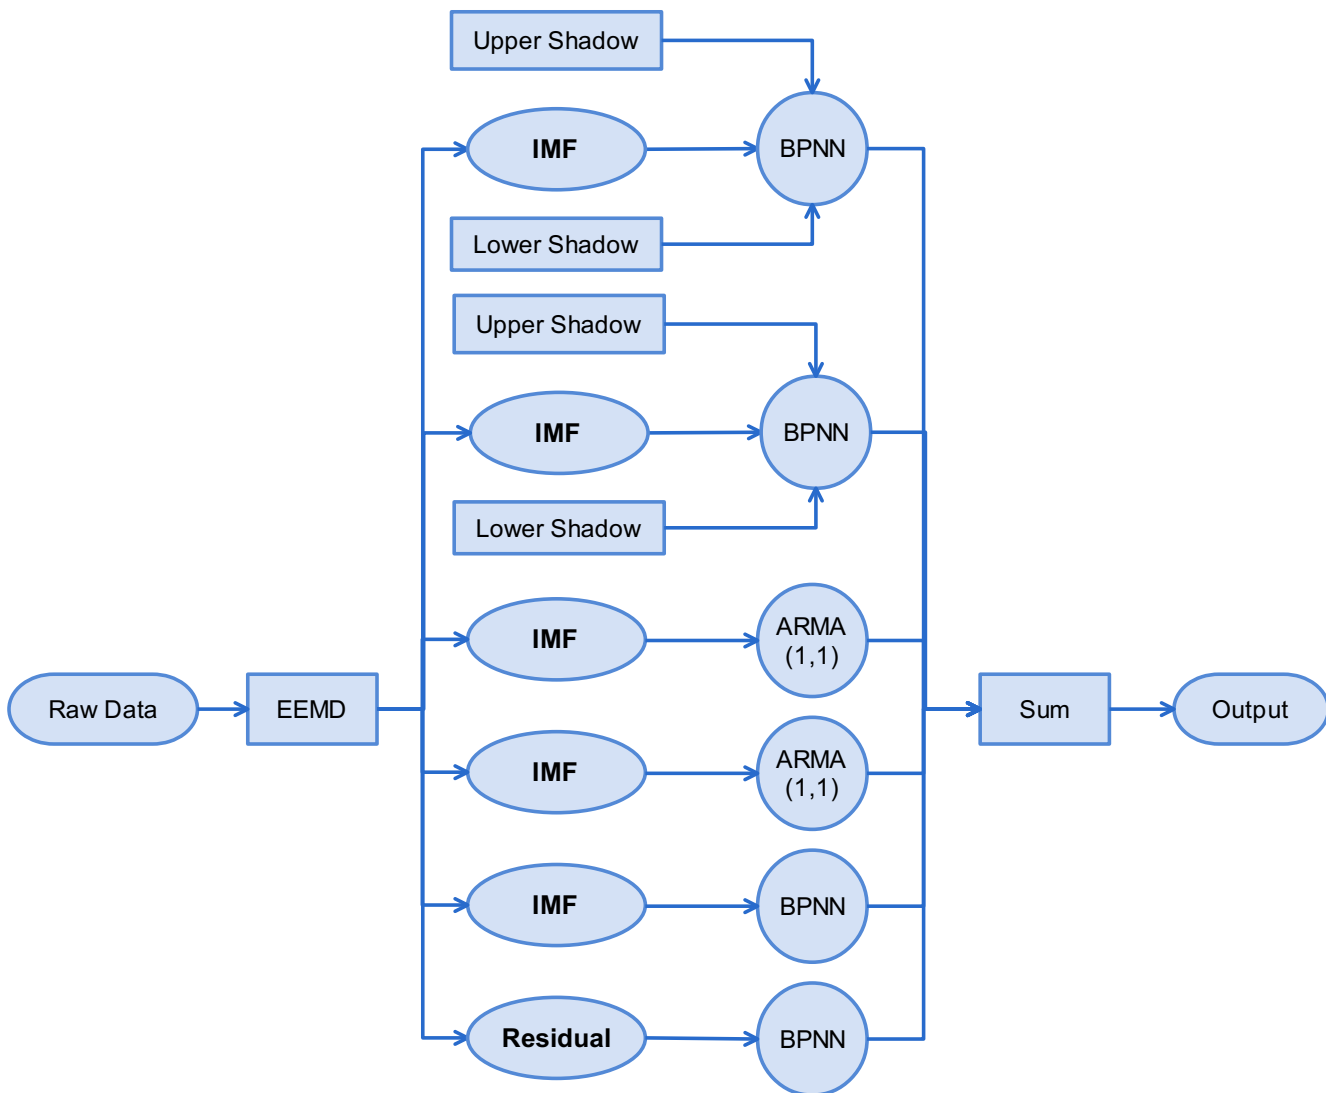 Upper Shadow
IMF
BPNN
Lower Shadow
Upper Shadow
IMF
BPNN
Lower Shadow
IMF
ARMA
(1,1)
Raw Data
EEMD
Sum
Output
IMF
ARMA
(1,1)
IMF
BPNN
Residual
BPNN